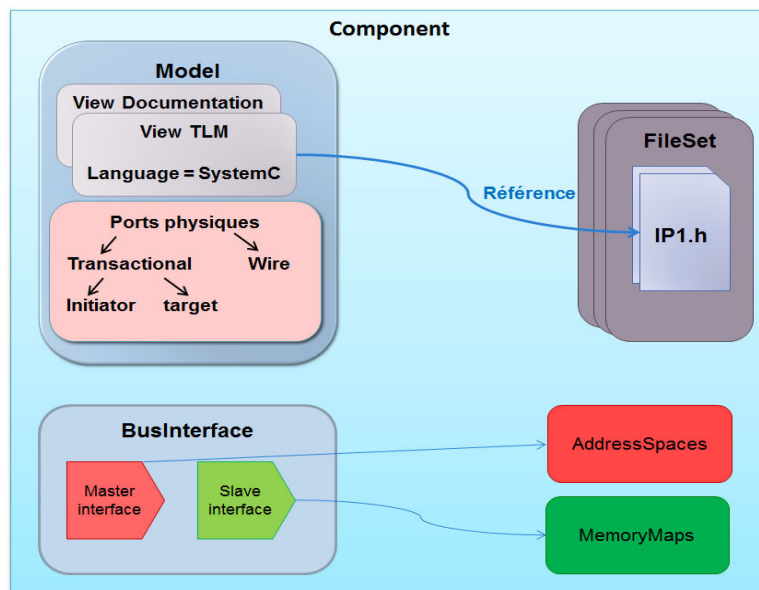 Component
Model
View Documentation
View TLM
Language = SystemC
Ports physiques
Transactional
Wire
Initiator
target
Référence
FileSet
IP1.h
BusInterface
Master
interface
Slave
interface
AddressSpaces
MemoryMaps